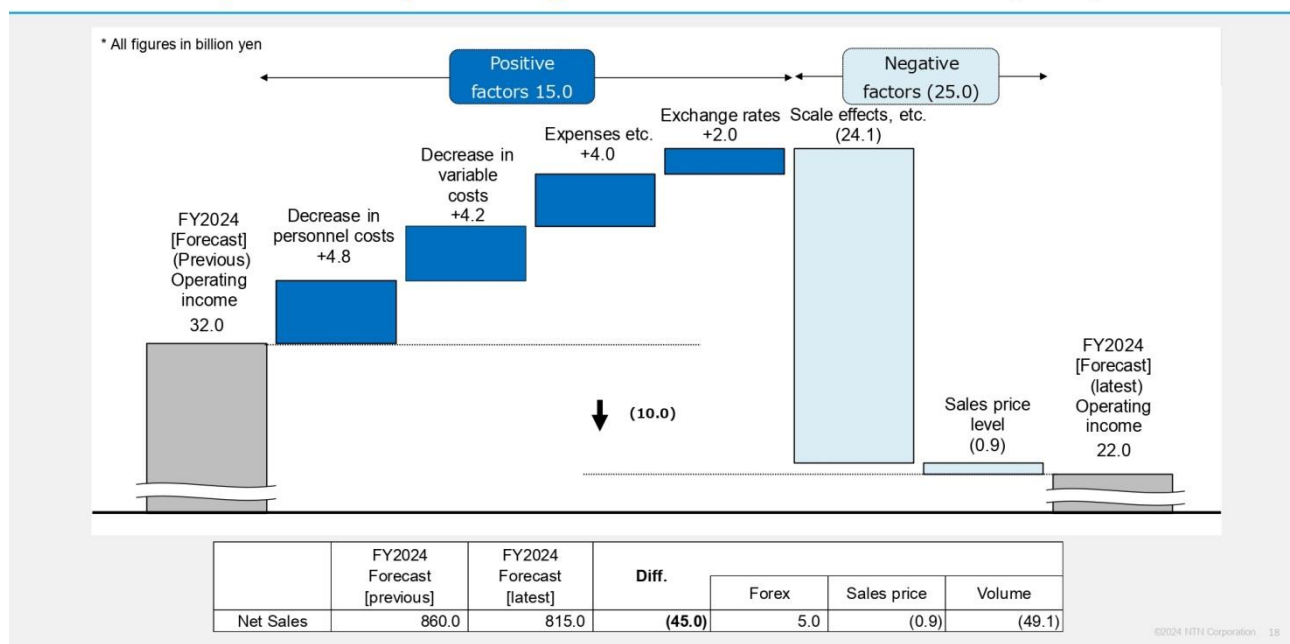 * All figures in billion yen
Positive
factors 15.0
Negative
factors (25.0)
FY2024
[Forecast]
(Previous)
Operating
income
32.0
Decrease in
personnel costs
+4.8
Decrease in
variable
costs
+4.2
Expenses etc.
+4.0
Exchange rates
+2.0
Scale effects, etc.
(24.1)
(10.0)
Sales price
level
(0.9)
FY2024
[Forecast]
(latest)
Operating
income
22.0
FY2024
Forecast
[previous]
FY2024
Forecast
[latest]
Diff.
Forex
Sales price
Volume
Net Sales 860.0 815.0 (45.0) 5.0 (0.9) (49.1)
©2024 NTN Corporation 18